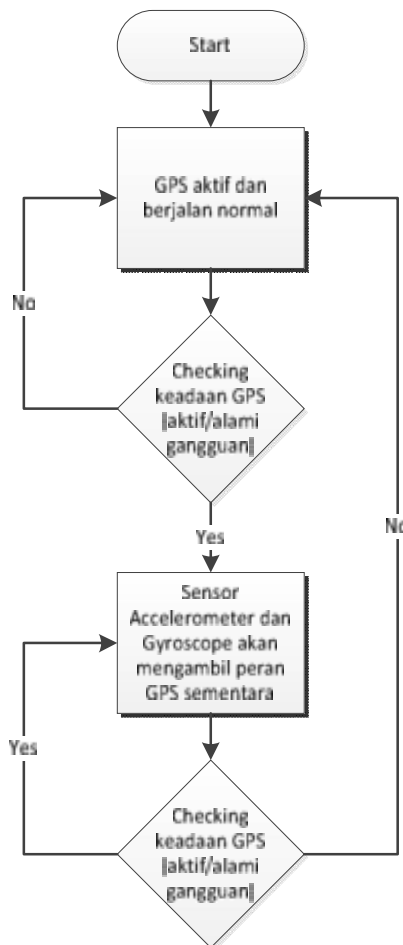 Start
GPS aktif dan
berjalan normal
No
Checking
keadaan GPS
||aktif/alami
gangguan||
Yes
No
Sensor
Accelerometer dan
Gyroscope akan
mengambil peran
GPS sementara
Yes
Checking
keadaan GPS
||aktif/alami
gangguan||